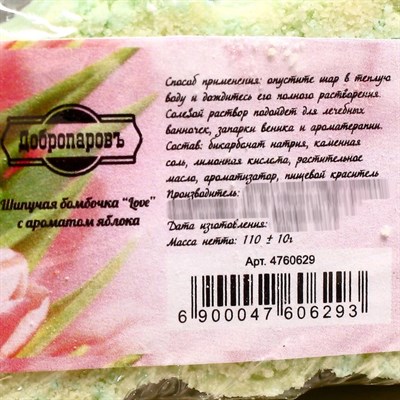 Добропаровъ
Шипучая бомбочка "Love"
с ароматом яблока
Способ применения: опустите шар в теплую
воду и дождитесь его полного растворения.
Солевой раствор подойдет для лечебных
ванночек, запарки веника и ароматерапии.
Состав: бикарбонат натрия, каменная
соль, лимонная кислота, растительное
масло, ароматизатор, пищевой краситель
Производитель:
Дата изготовления:
Масса нетто: 110 ± 10г
Арт. 4760629
6 900047 606293